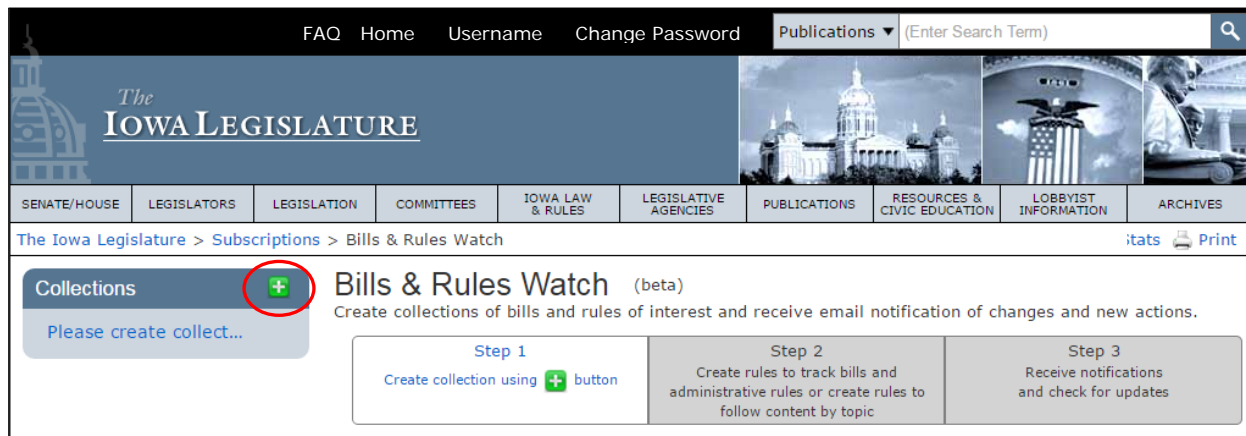 FAQ Home Username Change Password Publications ▼ (Enter Search Term)
The
IOWA LEGISLATURE
SENATE/HOUSE LEGISLATORS LEGISLATION COMMITTEES IOWA LAW & RULES LEGISLATIVE AGENCIES PUBLICATIONS RESOURCES & CIVIC EDUCATION LOBBYIST INFORMATION ARCHIVES
The Iowa Legislature > Subscriptions > Bills & Rules Watch Print
Collections
Please create collect...
Bills & Rules Watch (beta)
Create collections of bills and rules of interest and receive email notification of changes and new actions.
Step 1
Create collection using + button
Step 2
Create rules to track bills and
administrative rules or create rules to
follow content by topic
Step 3
Receive notifications
and check for updates